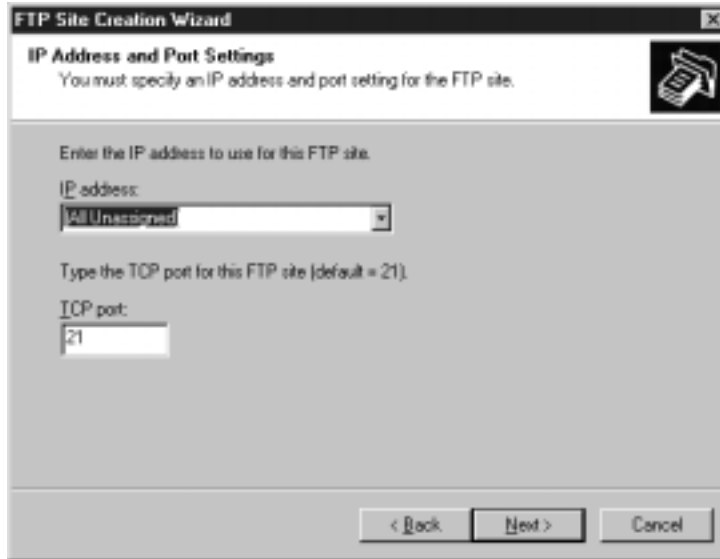 FTP Site Creation Wizard
IP Address and Port Settings
You must specify an IP address and port setting for the FTP site.
Enter the IP address to use for this FTP site.
IP address:
All Unassigned
Type the TCP port for this FTP site (default = 21).
TCP port:
21
< Back
Next >
Cancel